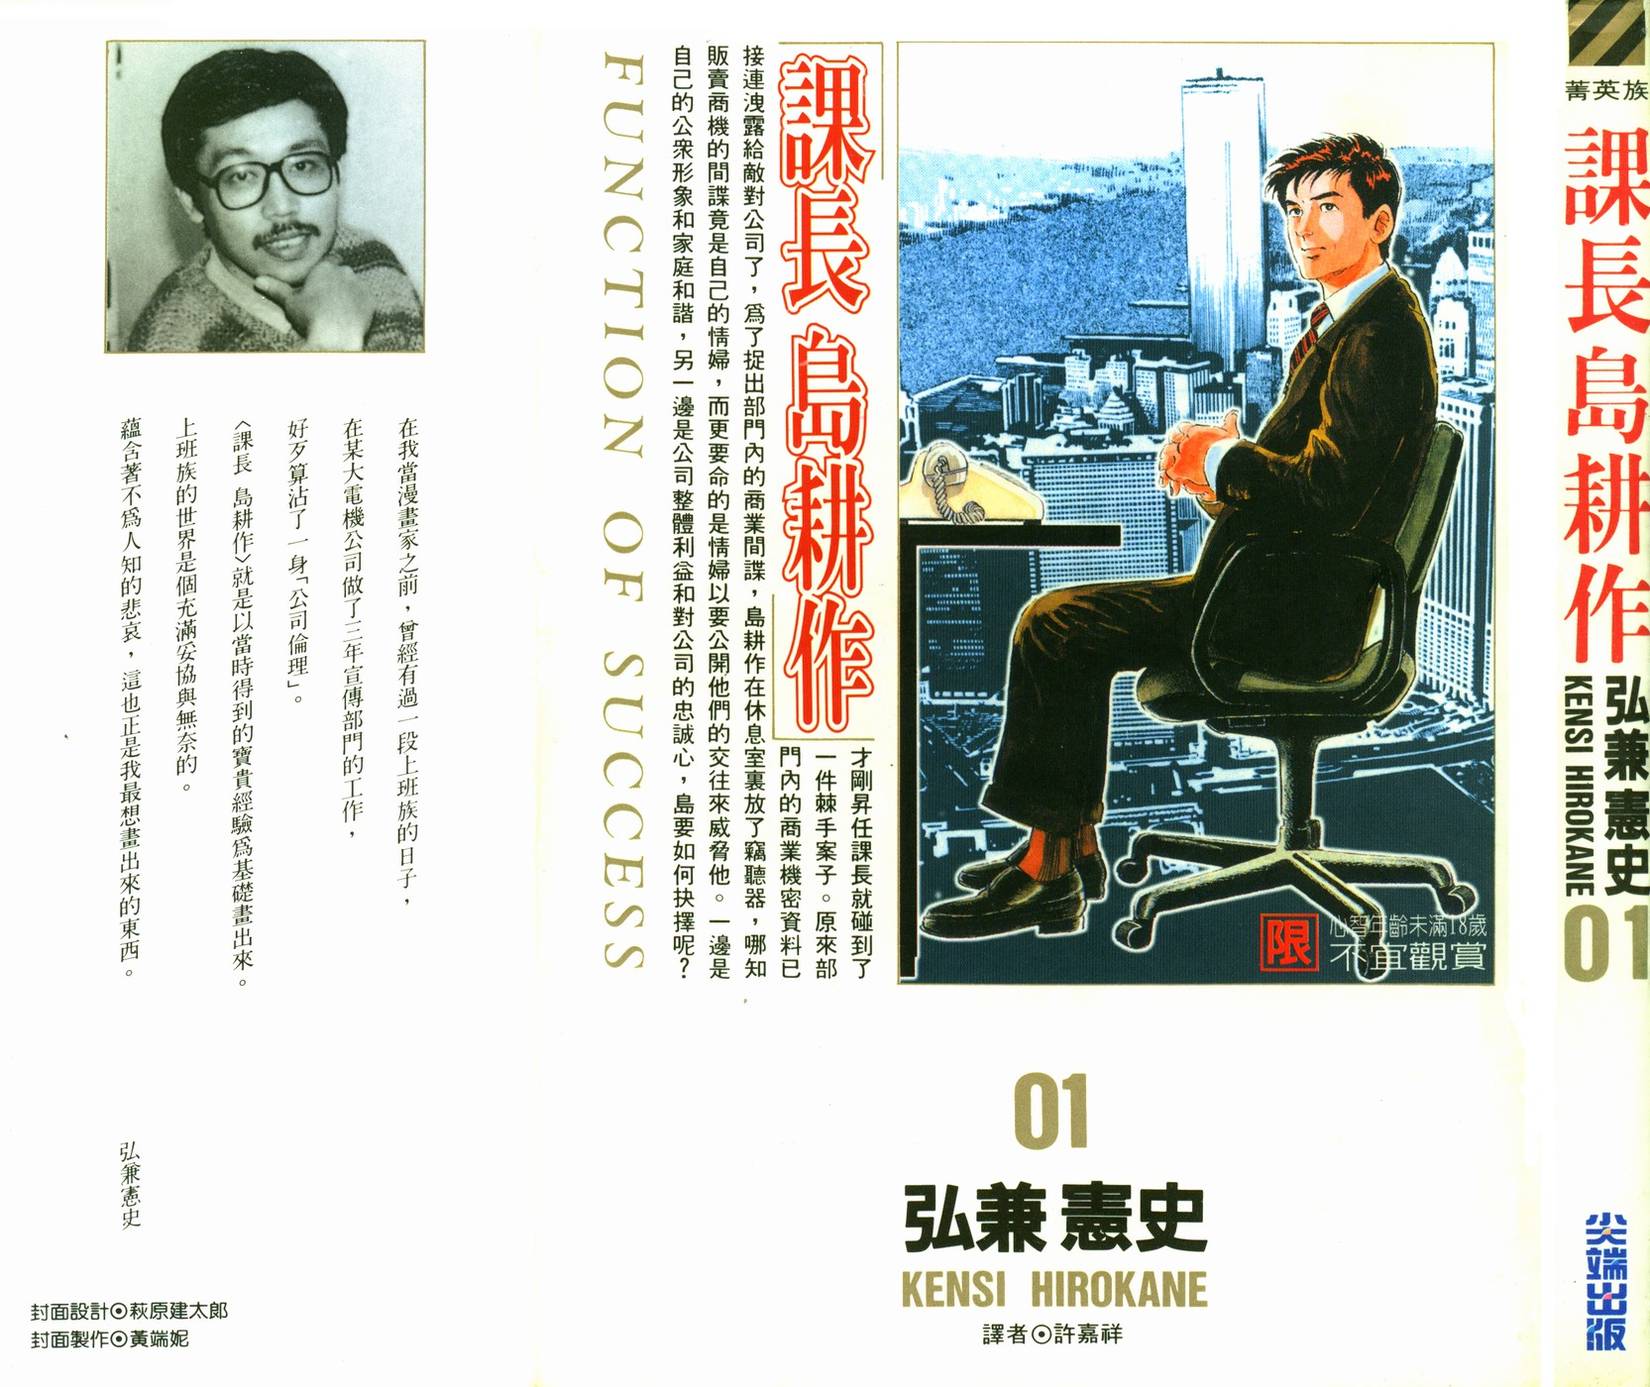 菁英族
課長島耕作
弘兼憲史
KENSI HIROKANE
01
尖端出版
課長 島耕作
才剛昇任課長就碰到了
一件棘手案子。原來部
門內的商業機密資料已
接連洩露給敵對公司了，爲了捉出部門內的商業間諜，島耕作在休息室裏放了竊聽器，哪知
販賣商機的間諜竟是自己的情婦，而更要命的是情婦以要公開他們的交往來威脅他。一邊是
自己的公衆形象和家庭和諧，另一邊是公司整體利益和對公司的忠誠心，島要如何抉擇呢？
FUNCTION OF SUCCESS
限
心智年齡未滿18歲
不宜觀賞
01
弘兼憲史
KENSI HIROKANE
譯者⊙許嘉祥
在我當漫畫家之前，曾經有過一段上班族的日子，
在某大電機公司做了三年宣傳部門的工作，
好歹算沾了一身「公司倫理」。
〈課長 島耕作〉就是以當時得到的寶貴經驗爲基礎畫出來。
上班族的世界是個充滿妥協與無奈的。
蘊含著不爲人知的悲哀，這也正是我最想畫出來的東西。
弘兼憲史
封面設計⊙萩原建太郎
封面製作⊙黃端妮